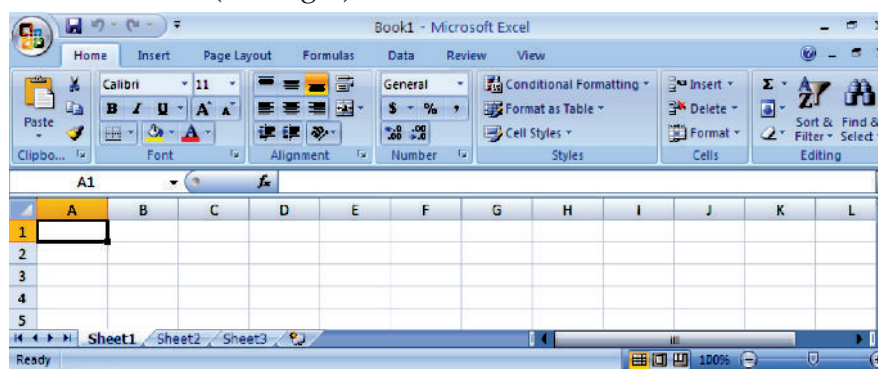 Book1 - Microsoft Excel
Home Insert Page Layout Formulas Data Review View
Paste
Calibri 11
B I U A A
A
General
$ % ,
.00 .0
Conditional Formatting
Format as Table
Cell Styles
Insert
Delete
Format
Σ
A Z
Sort & Filter
Find & Select
Clipbo... Font Alignment Number Styles Cells Editing
A1 fx
A B C D E F G H I J K L
1
2
3
4
5
Sheet1 Sheet2 Sheet3
Ready 100%